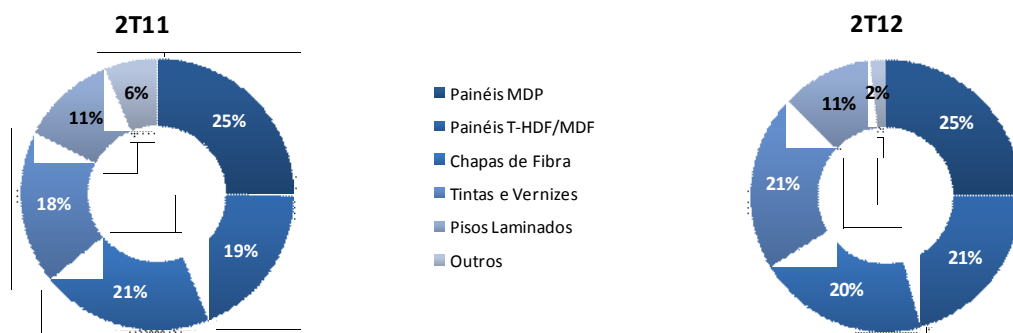 2T11
2T12
6%
25%
11%
18%
19%
21%
Painéis MDP
Painéis T-HDF/MDF
Chapas de Fibra
Tintas e Vernizes
Pisos Laminados
Outros
2%
25%
11%
21%
21%
20%